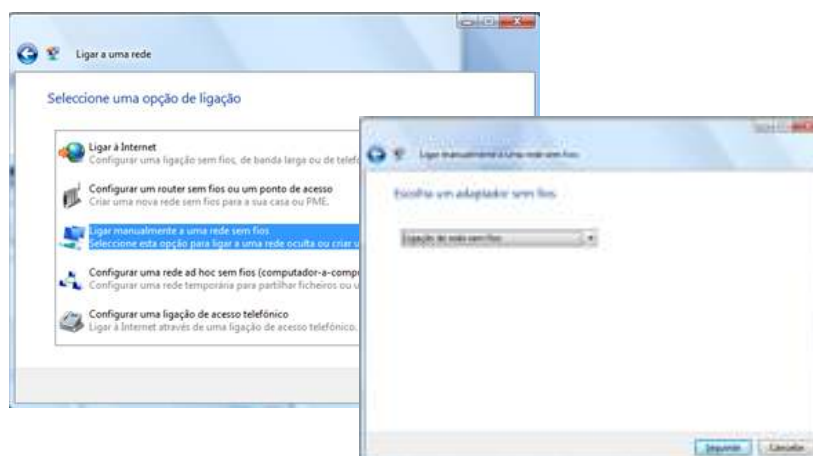 Ligar a uma rede
Seleccione uma opção de ligação
Ligar à Internet
Configurar uma ligação sem fios, de banda larga ou de telef
Configurar um router sem fios ou um ponto de acesso
Criar uma nova rede sem fios para a sua casa ou PME.
Ligar manualmente a uma rede sem fios
Seleccione esta opção para ligar a uma rede oculta ou criar u
Configurar uma rede ad hoc sem fios (computador-a-comp
Configurar uma rede temporária para partilhar ficheiros ou u
Configurar uma ligação de acesso telefónico
Ligar à Internet através de uma ligação de acesso telefónico.
Ligar manualmente a uma rede sem fios
Escolha um adaptador sem fios
Ligação de rede sem fios
Seguinte
Cancelar